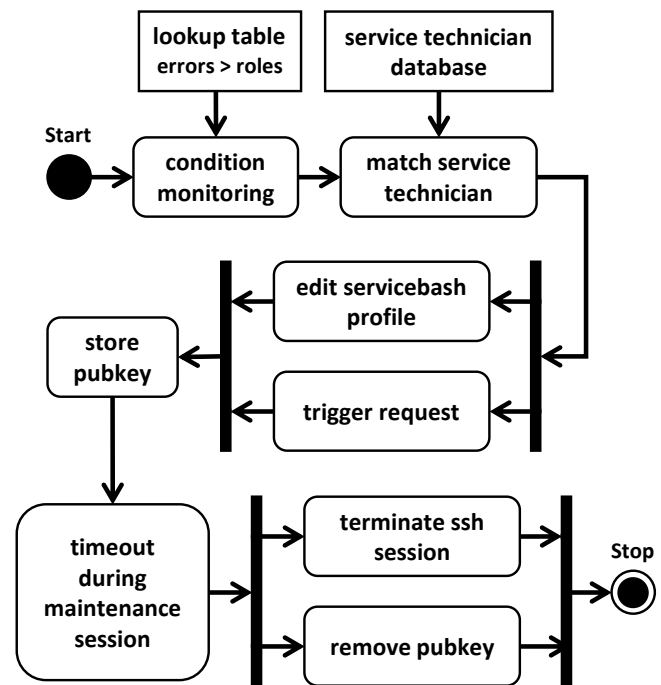 lookup table
errors > roles
service technician
database
Start
condition
monitoring
match service
technician
edit servicebash
profile
store
pubkey
trigger request
timeout
during
maintenance
session
terminate ssh
session
Stop
remove pubkey